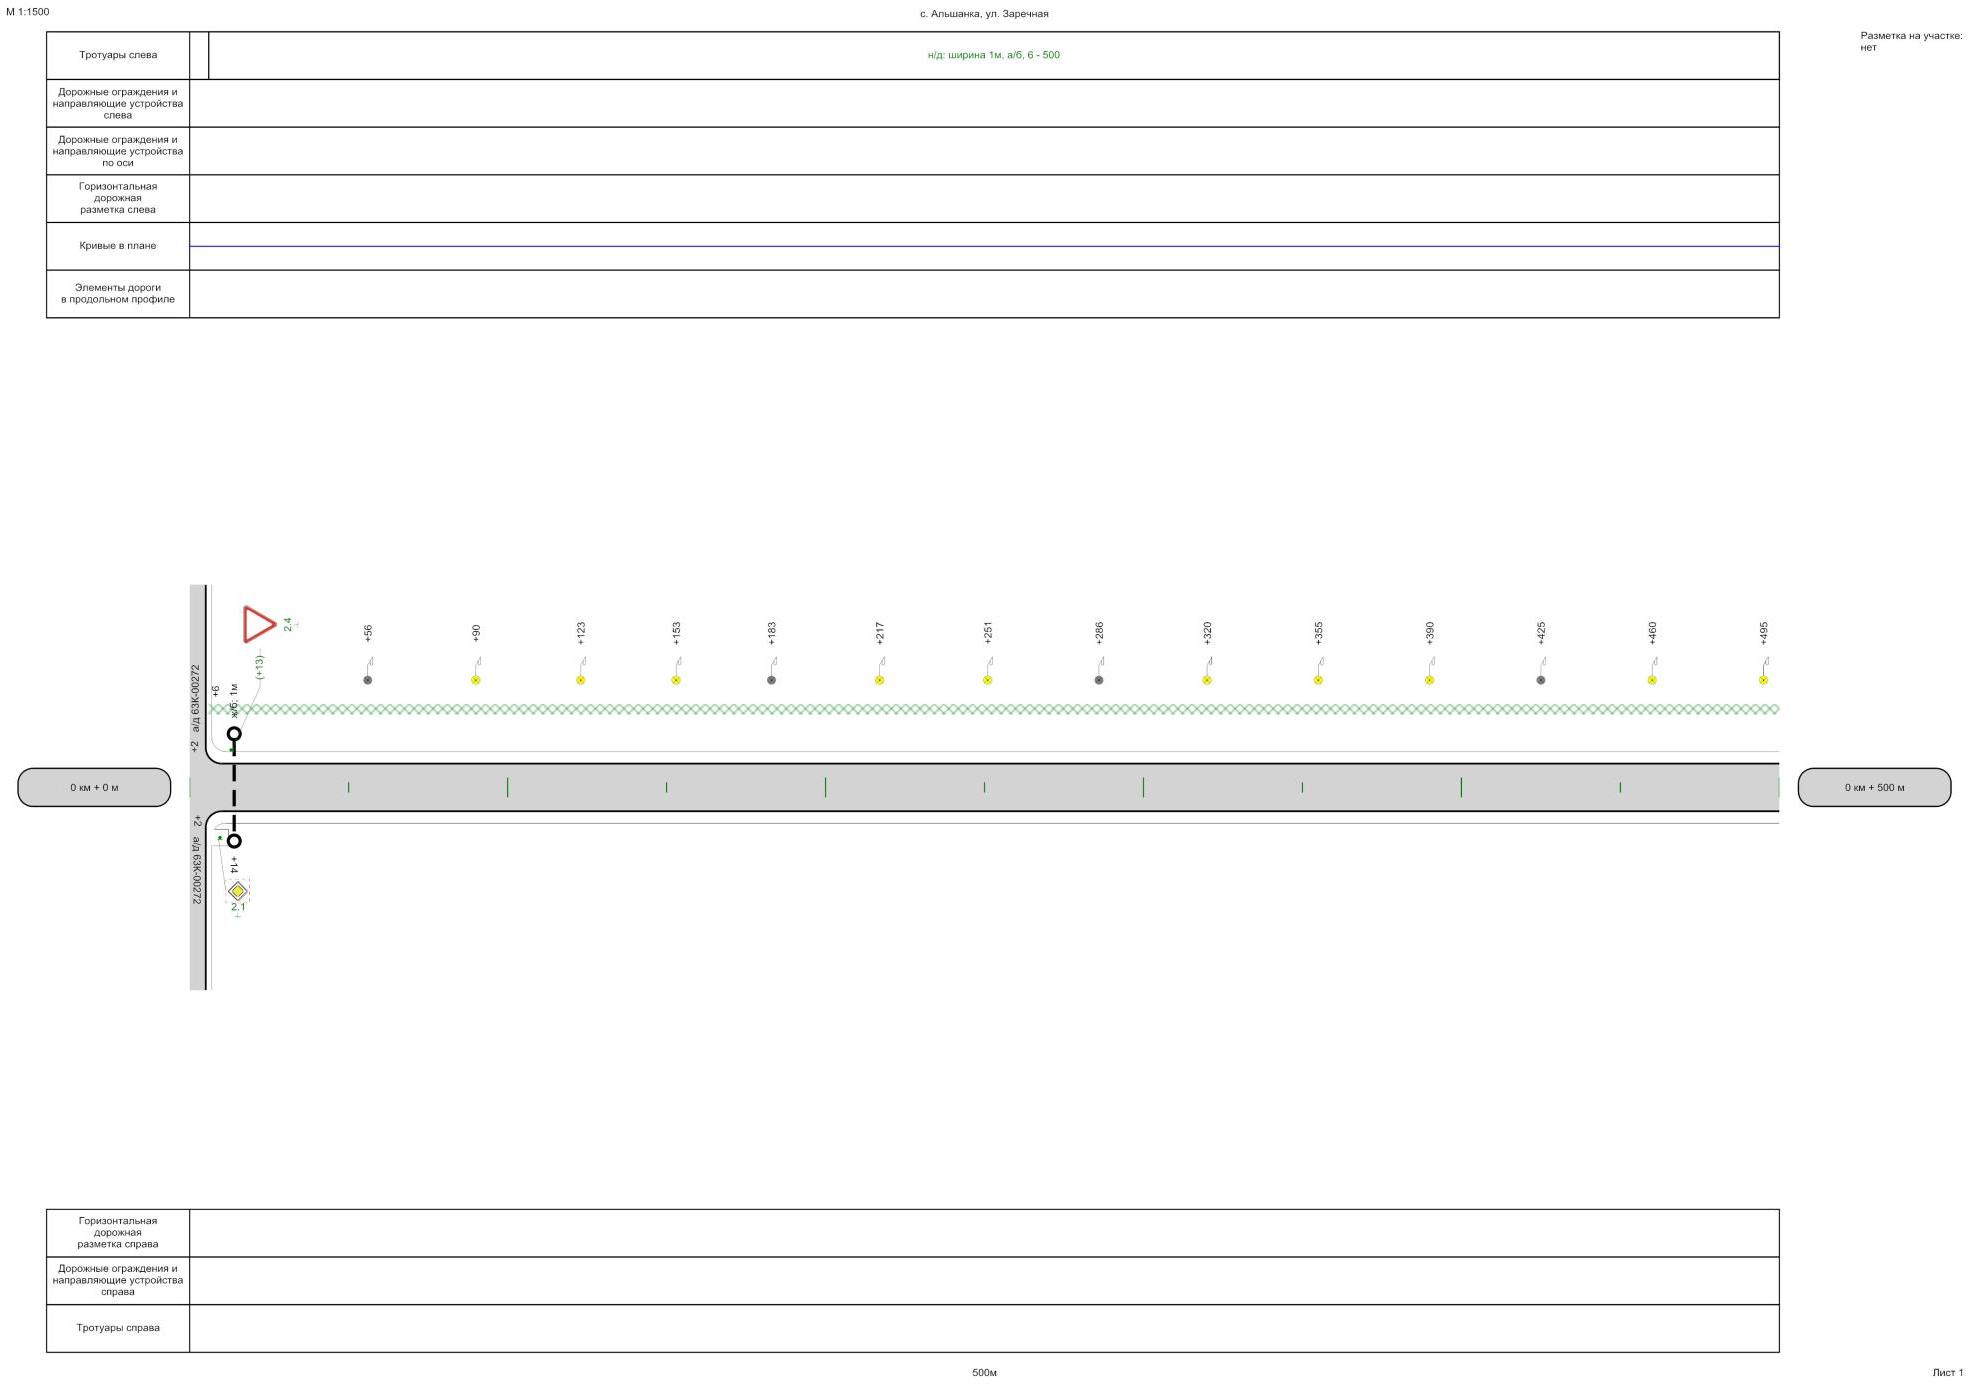 М 1:1500
с. Альшанка, ул. Заречная
Разметка на участке:
нет
Тротуары слева
н/д: ширина 1м, а/б, 6 - 500
Дорожные ограждения и
направляющие устройства
слева
Дорожные ограждения и
направляющие устройства
по оси
Горизонтальная
дорожная
разметка слева
Кривые в плане
Элементы дороги
в продольном профиле
2.4
(+13)
+56
+90
+123
+153
+183
+217
+251
+286
+320
+355
+390
+425
+460
+495
+2 а/д 63К-00272
+6
ж/б; 1м
0 км + 0 м
0 км + 500 м
+2 а/д 63К-00272
+14
2.1
Горизонтальная
дорожная
разметка справа
Дорожные ограждения и
направляющие устройства
справа
Тротуары справа
500м
Лист 1